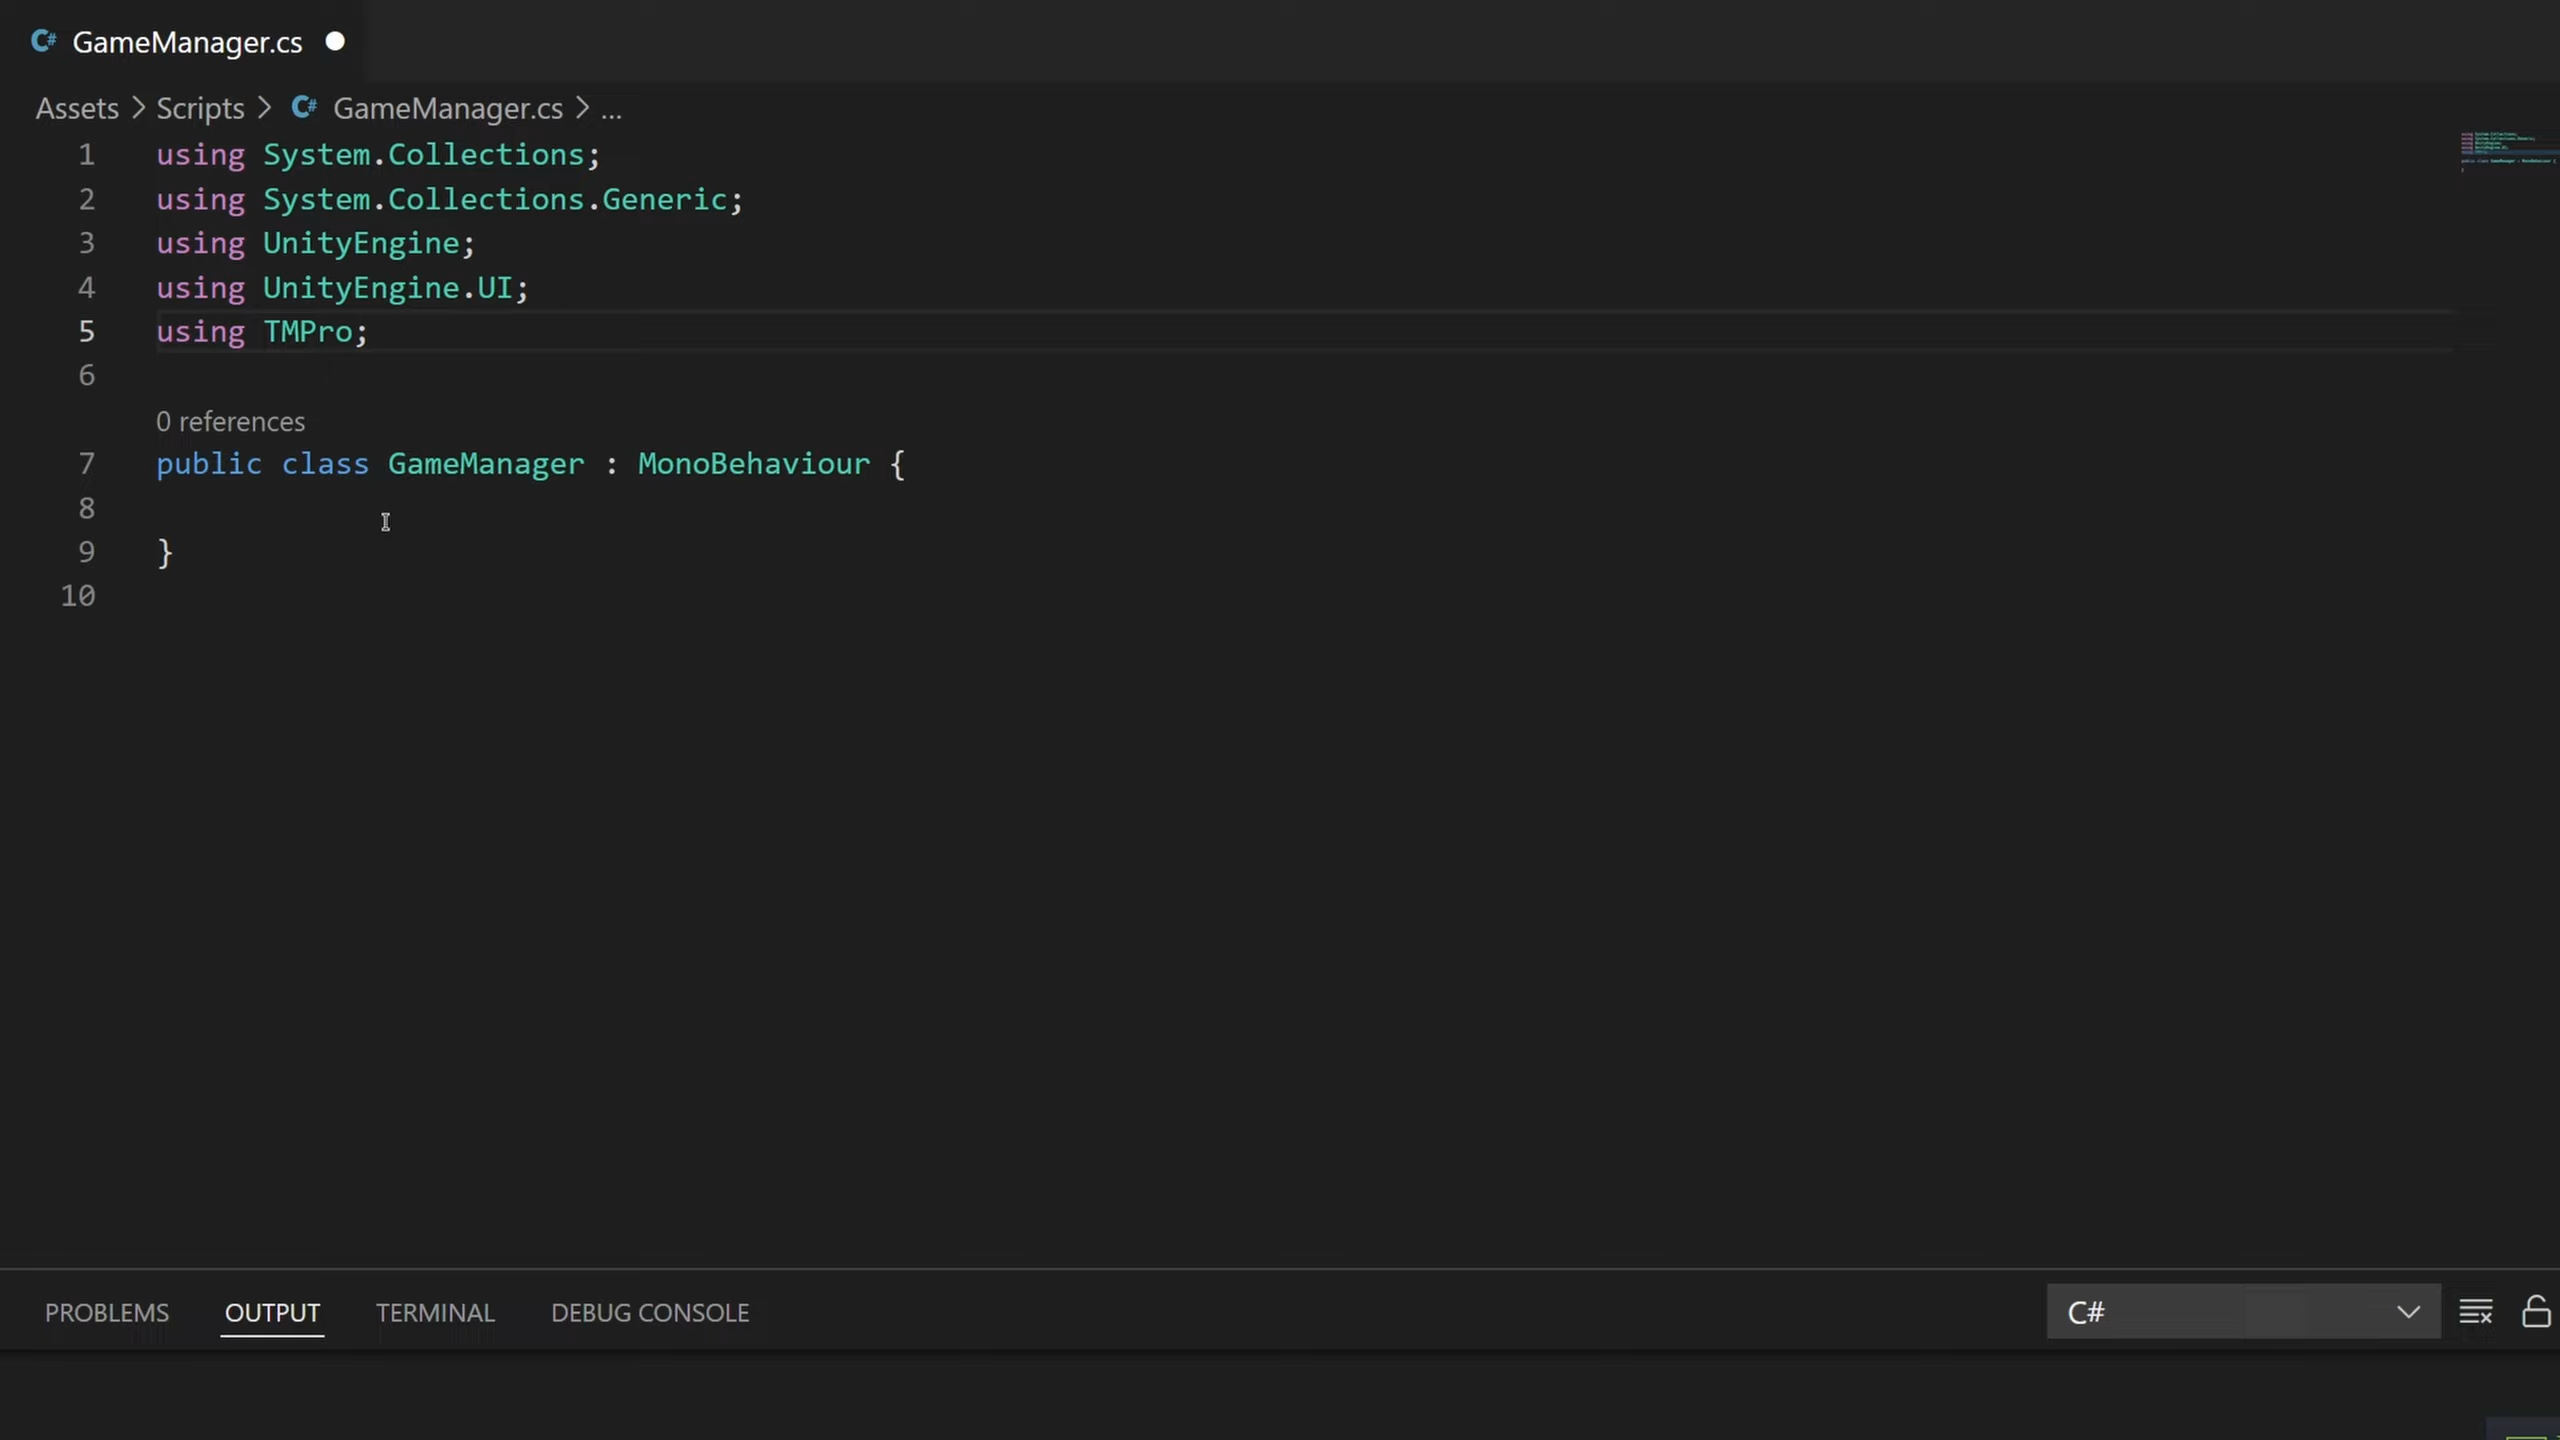 C# GameManager.cs
Assets > Scripts > C# GameManager.cs > ...
1 using System.Collections;
2 using System.Collections.Generic;
3 using UnityEngine;
4 using UnityEngine.UI;
5 using TMPro;
6
0 references
7 public class GameManager : MonoBehaviour {
8
9 }
10
PROBLEMS OUTPUT TERMINAL DEBUG CONSOLE C#